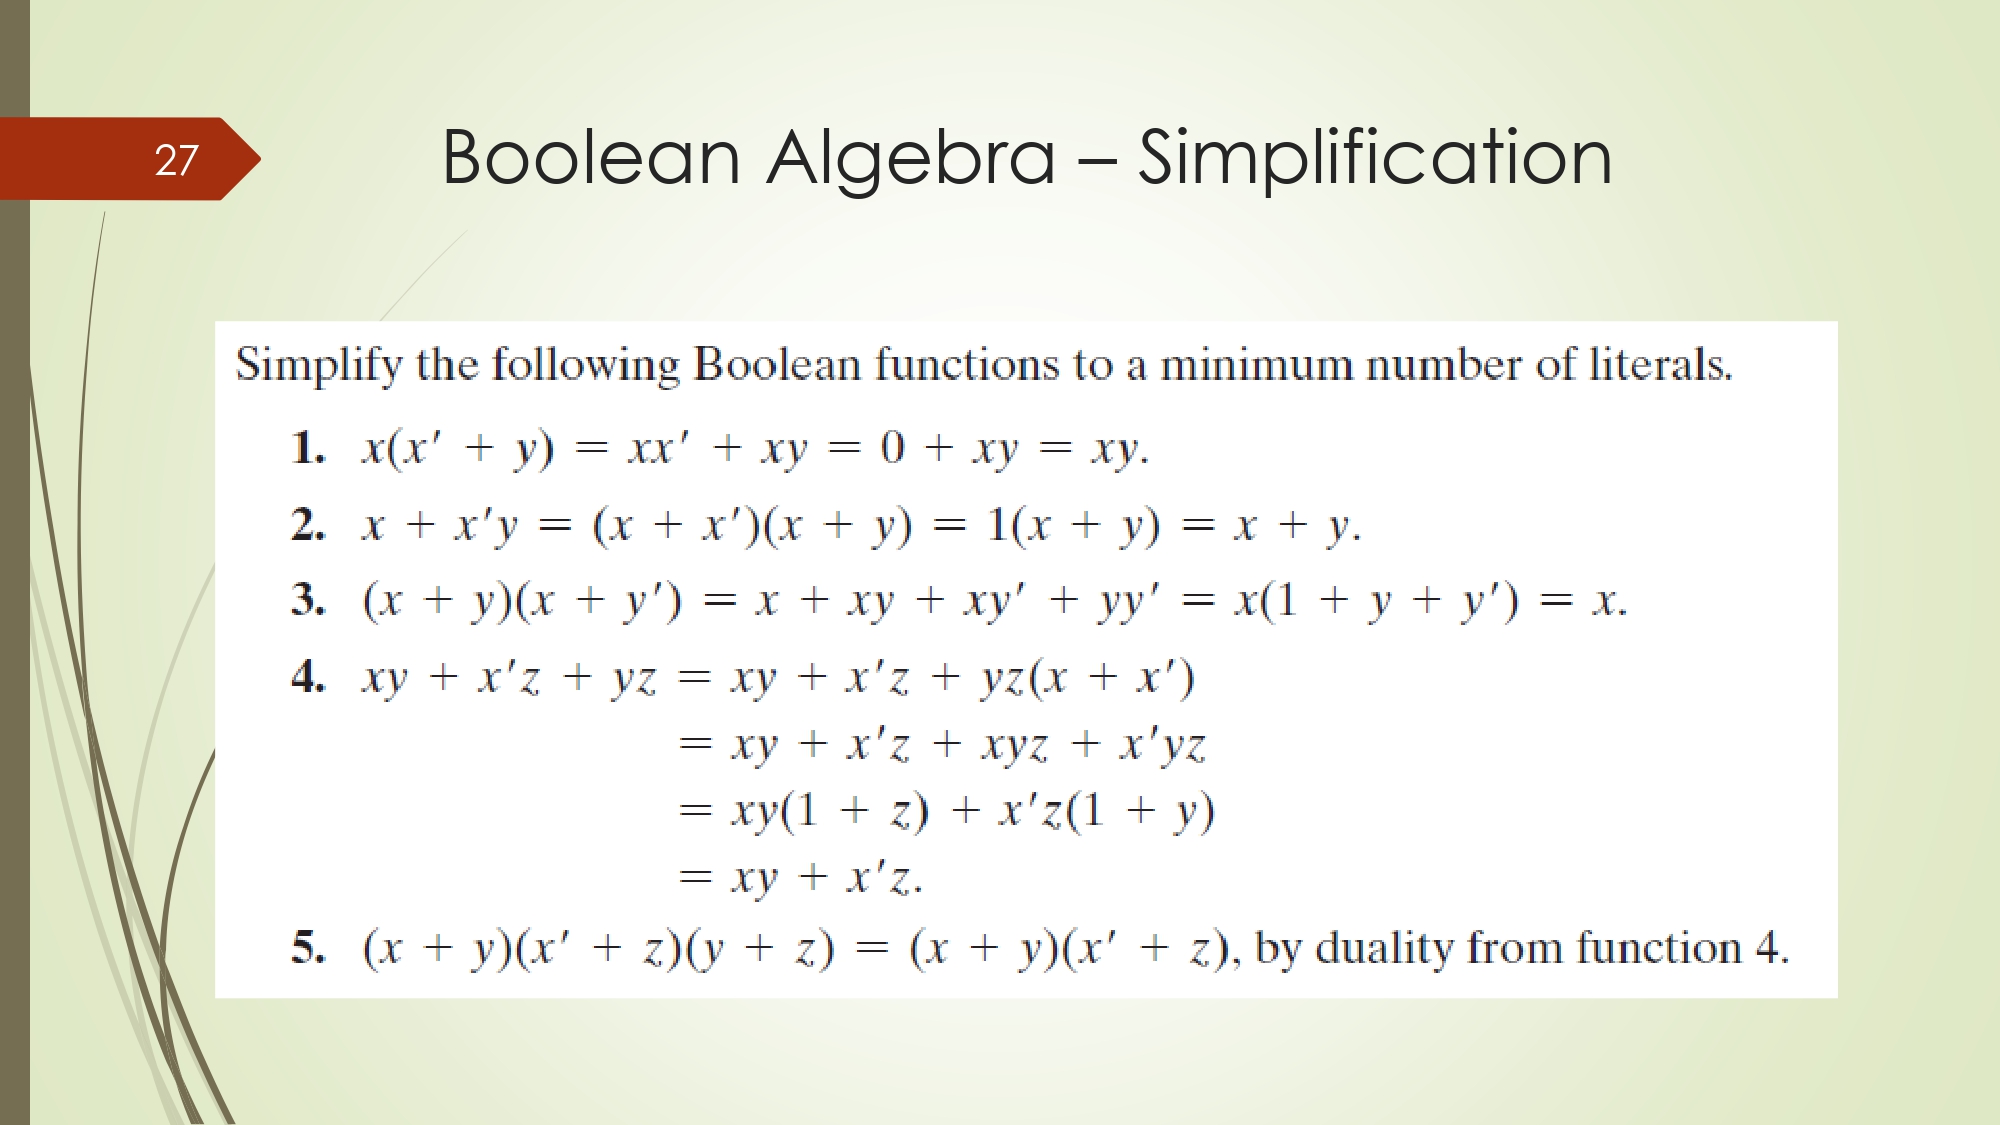 27
Boolean Algebra – Simplification
Simplify the following Boolean functions to a minimum number of literals.
1. x(x′ + y) = xx′ + xy = 0 + xy = xy.
2. x + x′y = (x + x′)(x + y) = 1(x + y) = x + y.
3. (x + y)(x + y′) = x + xy + xy′ + yy′ = x(1 + y + y′) = x.
4. xy + x′z + yz = xy + x′z + yz(x + x′)
= xy + x′z + xyz + x′yz
= xy(1 + z) + x′z(1 + y)
= xy + x′z.
5. (x + y)(x′ + z)(y + z) = (x + y)(x′ + z), by duality from function 4.